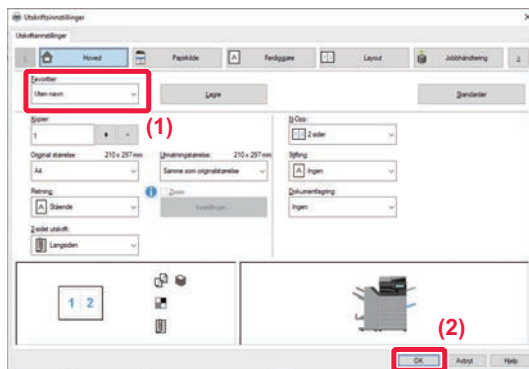 Utskriftsinnstillinger
Utskriftsinnstillinger
Hoved
Papirkilde
Ferdiggjøre
Layout
Jobbhåndtering
Favoritter:
Uten navn
Lagre
Standarder
(1)
Kopier:
1
+ -
Original størrelse: 210 x 297 mm
A4
Utmatningstørrelse: 210 x 297 mm
Samme som originalstørrelse
Retning:
Stående
Zoom
Innstillinger...
2-sidet utskrift:
Langsiden
N-Opp:
2 sider
Stifting:
Ingen
Dokumentlagring:
Ingen
1 2
(2)
OK
Avbryt
Hjelp